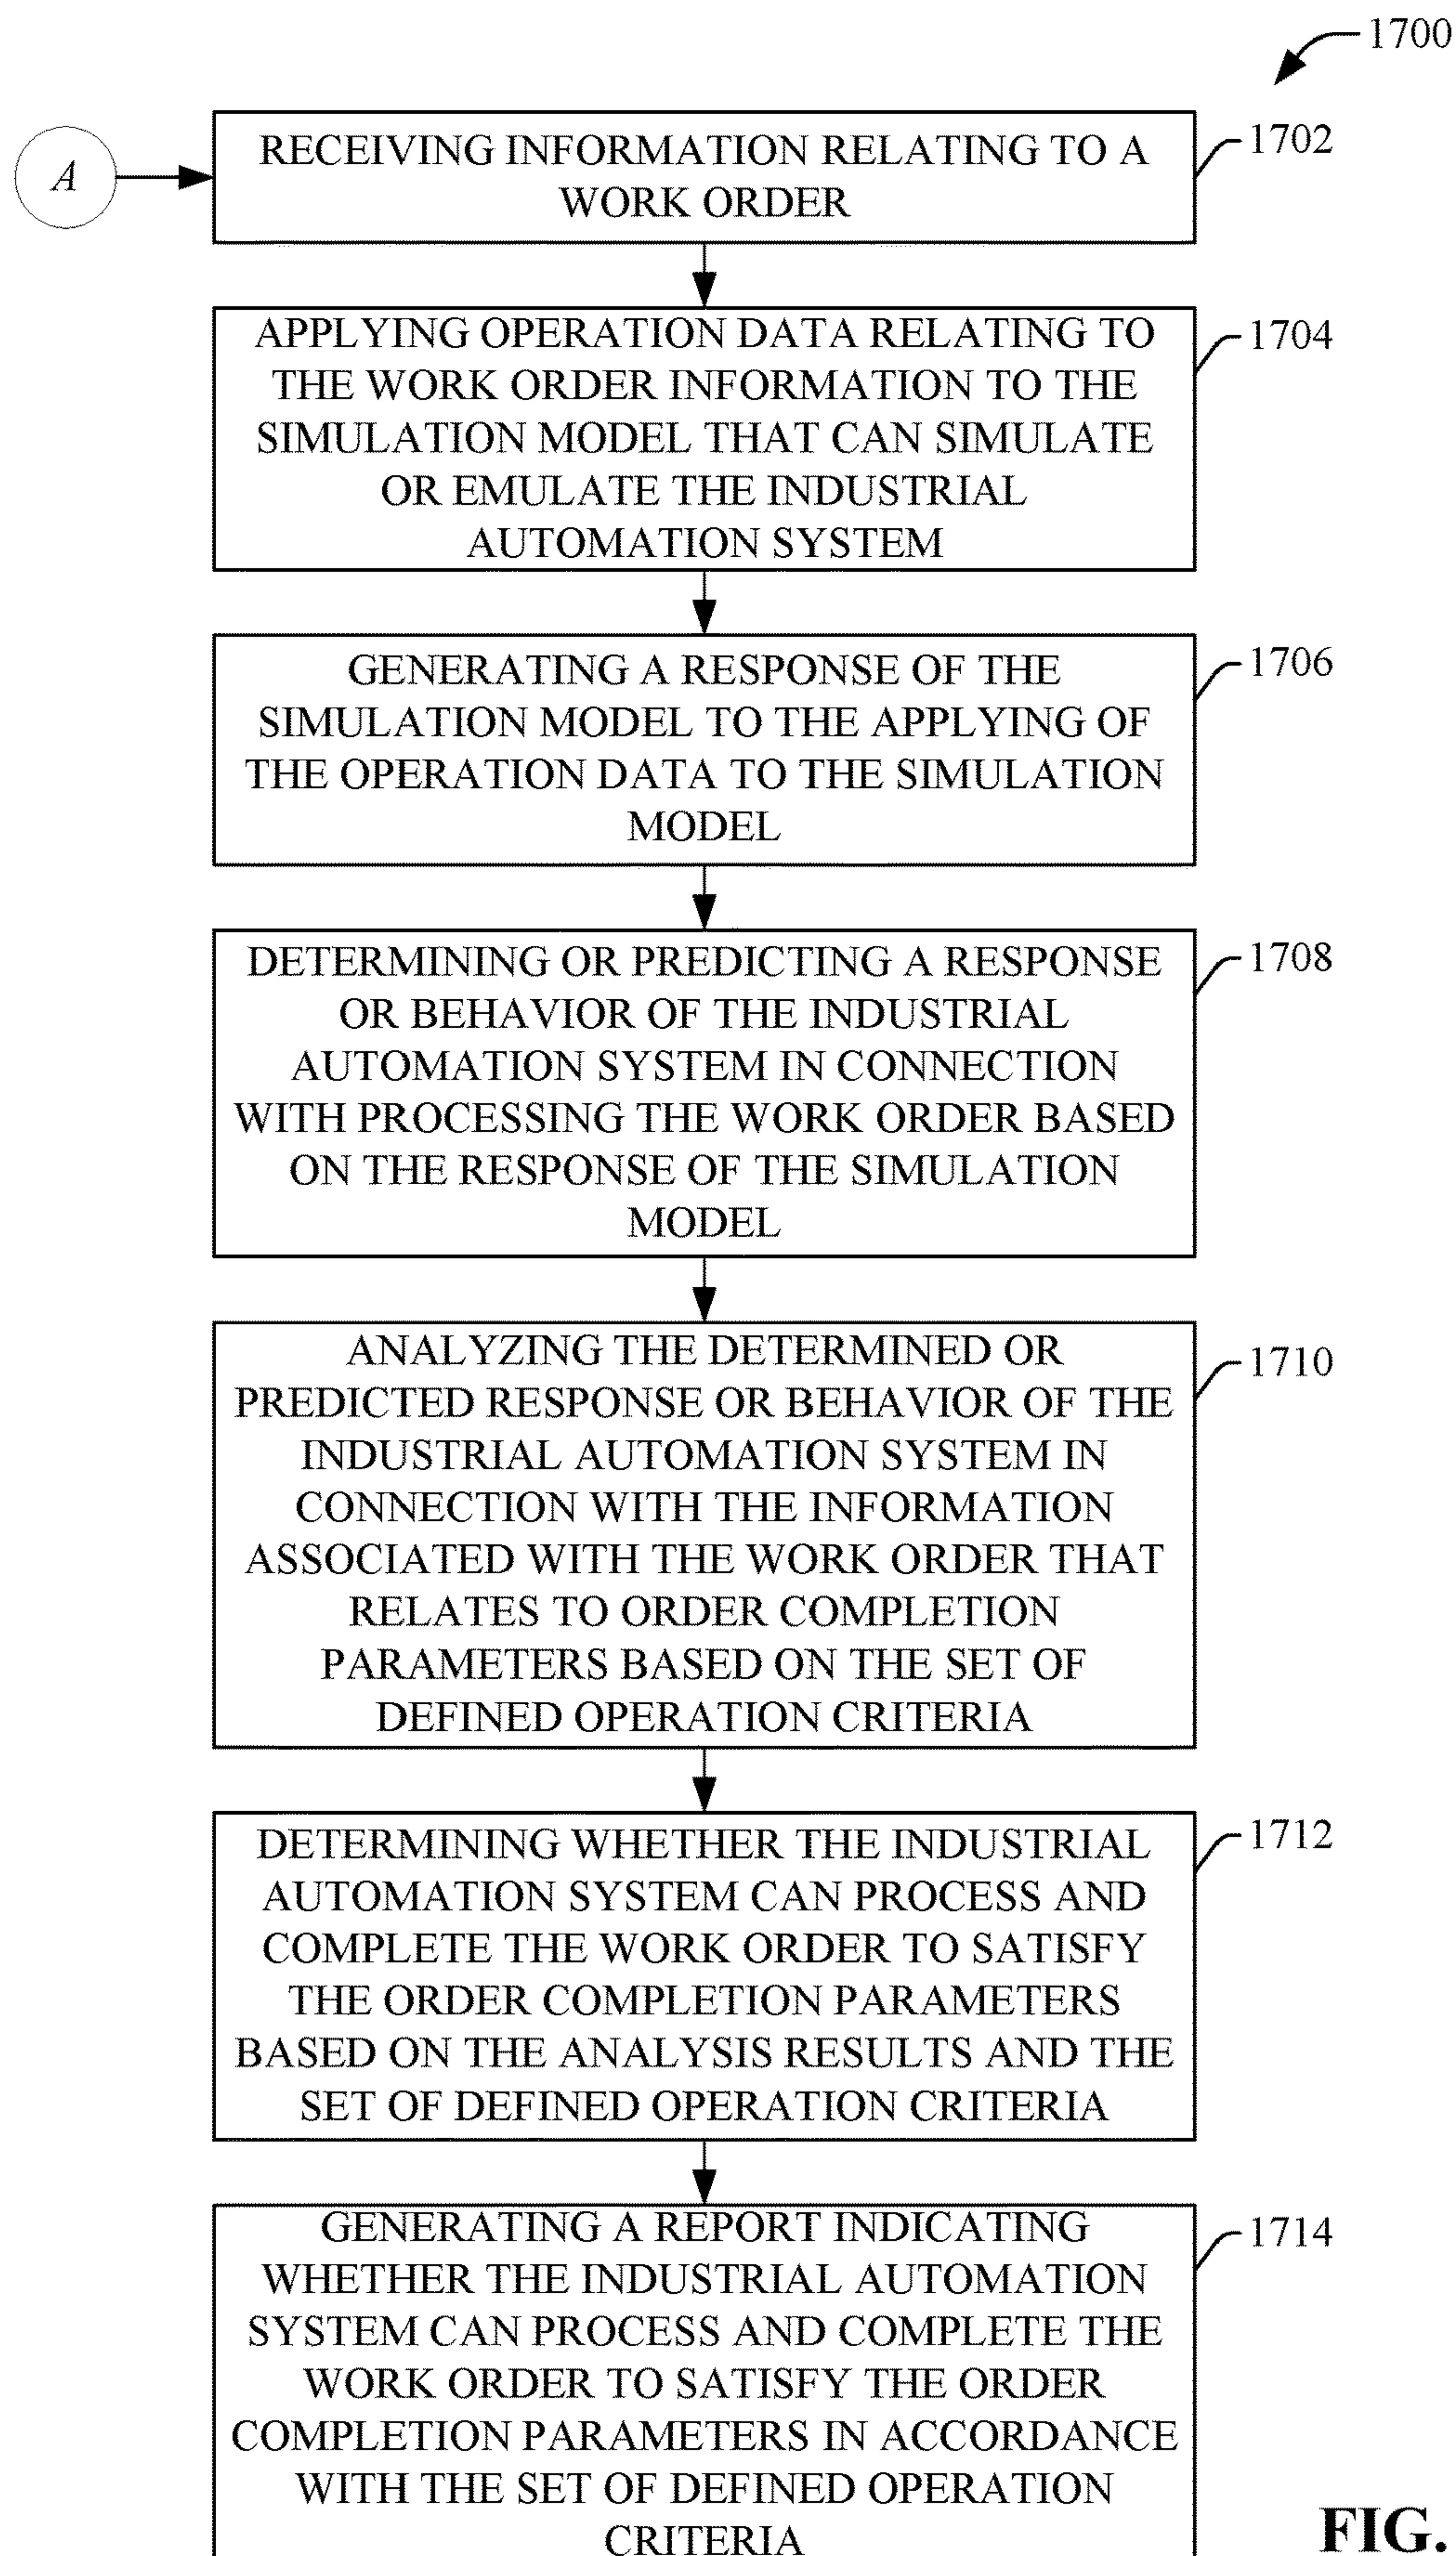 1700
A
RECEIVING INFORMATION RELATING TO A
WORK ORDER
1702
APPLYING OPERATION DATA RELATING TO
THE WORK ORDER INFORMATION TO THE
SIMULATION MODEL THAT CAN SIMULATE
OR EMULATE THE INDUSTRIAL
AUTOMATION SYSTEM
1704
GENERATING A RESPONSE OF THE
SIMULATION MODEL TO THE APPLYING OF
THE OPERATION DATA TO THE SIMULATION
MODEL
1706
DETERMINING OR PREDICTING A RESPONSE
OR BEHAVIOR OF THE INDUSTRIAL
AUTOMATION SYSTEM IN CONNECTION
WITH PROCESSING THE WORK ORDER BASED
ON THE RESPONSE OF THE SIMULATION
MODEL
1708
ANALYZING THE DETERMINED OR
PREDICTED RESPONSE OR BEHAVIOR OF THE
INDUSTRIAL AUTOMATION SYSTEM IN
CONNECTION WITH THE INFORMATION
ASSOCIATED WITH THE WORK ORDER THAT
RELATES TO ORDER COMPLETION
PARAMETERS BASED ON THE SET OF
DEFINED OPERATION CRITERIA
1710
DETERMINING WHETHER THE INDUSTRIAL
AUTOMATION SYSTEM CAN PROCESS AND
COMPLETE THE WORK ORDER TO SATISFY
THE ORDER COMPLETION PARAMETERS
BASED ON THE ANALYSIS RESULTS AND THE
SET OF DEFINED OPERATION CRITERIA
1712
GENERATING A REPORT INDICATING
WHETHER THE INDUSTRIAL AUTOMATION
SYSTEM CAN PROCESS AND COMPLETE THE
WORK ORDER TO SATISFY THE ORDER
COMPLETION PARAMETERS IN ACCORDANCE
WITH THE SET OF DEFINED OPERATION
CRITERIA
1714
FIG.